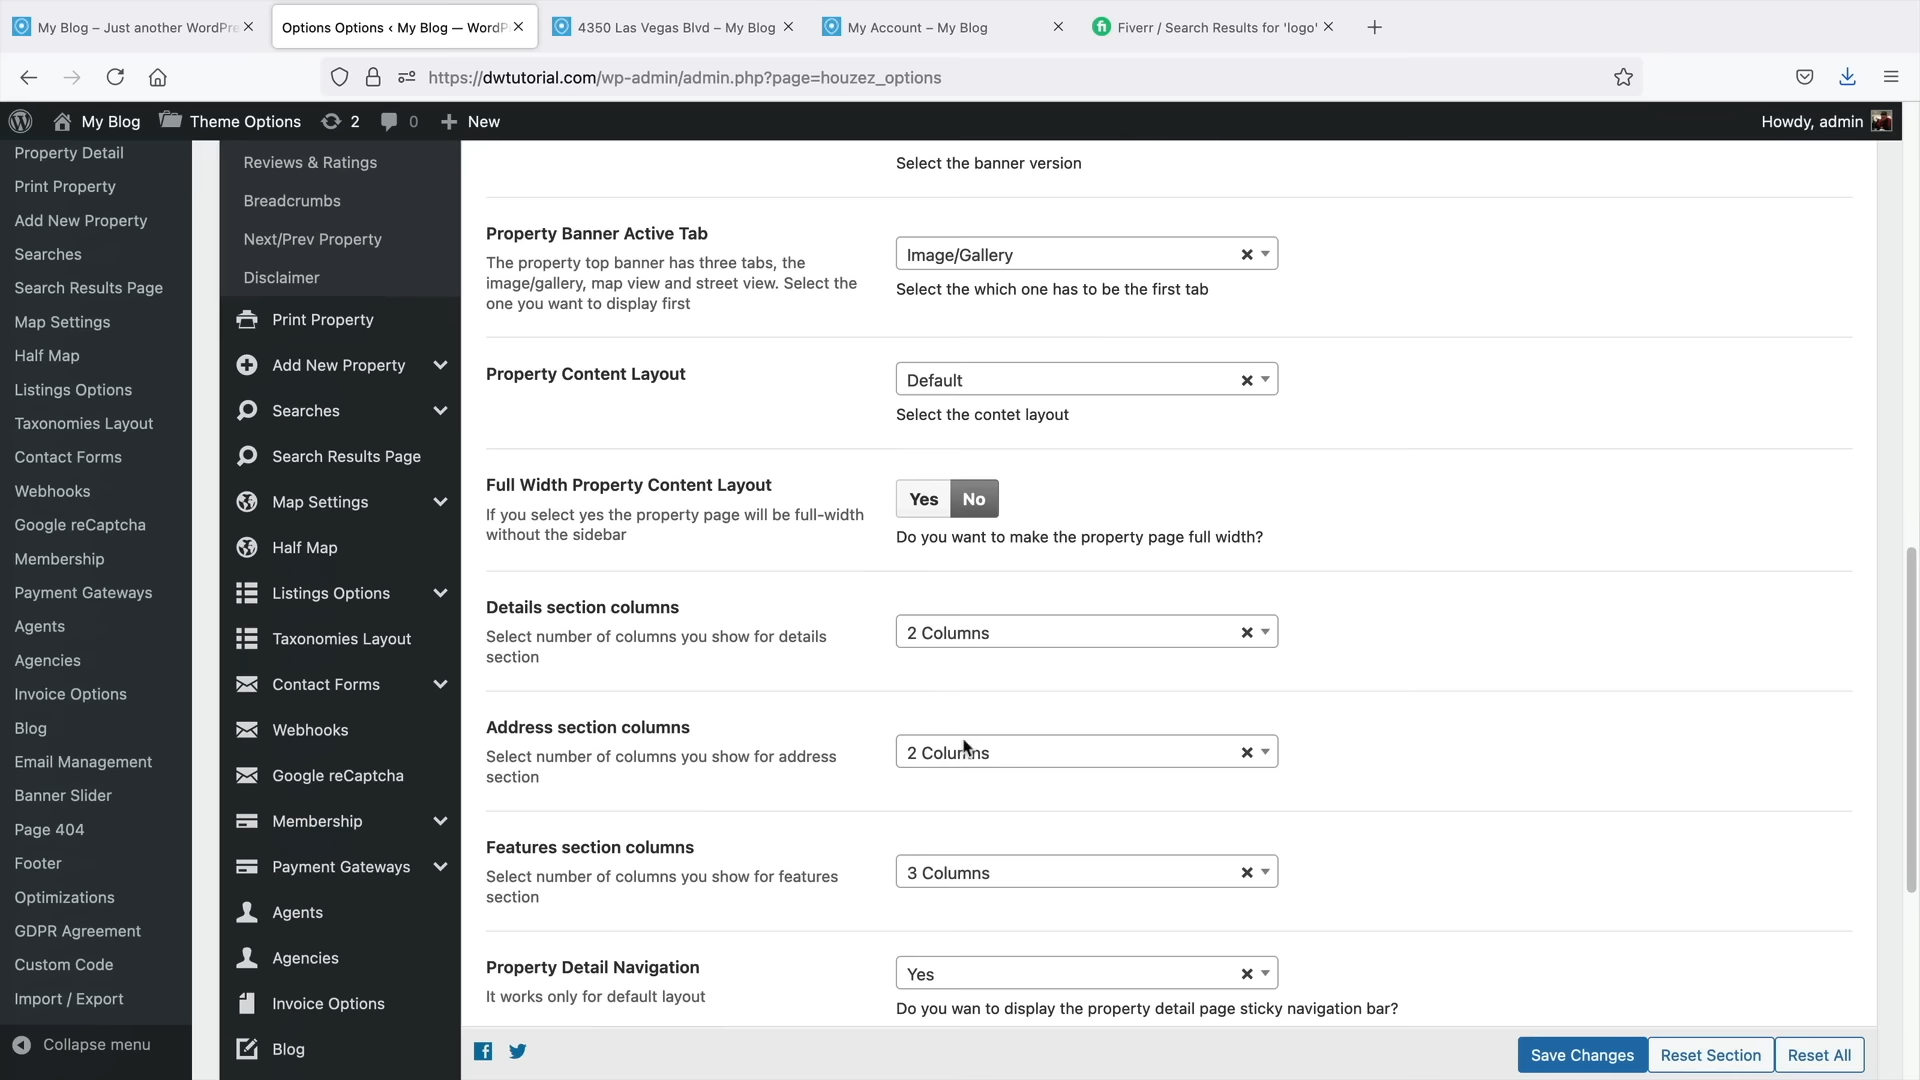 My Blog – Just another WordPre
Options Options ‹ My Blog — WordP
4350 Las Vegas Blvd – My Blog
My Account – My Blog
Fiverr / Search Results for 'logo'
https://dwtutorial.com/wp-admin/admin.php?page=houzez_options
My Blog
Theme Options
2
0
New
Howdy, admin
Property Detail
Print Property
Add New Property
Searches
Search Results Page
Map Settings
Half Map
Listings Options
Taxonomies Layout
Contact Forms
Webhooks
Google reCaptcha
Membership
Payment Gateways
Agents
Agencies
Invoice Options
Blog
Email Management
Banner Slider
Page 404
Footer
Optimizations
GDPR Agreement
Custom Code
Import / Export
Collapse menu
Reviews & Ratings
Breadcrumbs
Next/Prev Property
Disclaimer
Print Property
Add New Property
Searches
Search Results Page
Map Settings
Half Map
Listings Options
Taxonomies Layout
Contact Forms
Webhooks
Google reCaptcha
Membership
Payment Gateways
Agents
Agencies
Invoice Options
Blog
Select the banner version
Property Banner Active Tab
The property top banner has three tabs, the
image/gallery, map view and street view. Select the
one you want to display first
Image/Gallery
Select the which one has to be the first tab
Property Content Layout
Default
Select the contet layout
Full Width Property Content Layout
If you select yes the property page will be full-width
without the sidebar
Yes No
Do you want to make the property page full width?
Details section columns
Select number of columns you show for details
section
2 Columns
Address section columns
Select number of columns you show for address
section
2 Columns
Features section columns
Select number of columns you show for features
section
3 Columns
Property Detail Navigation
It works only for default layout
Yes
Do you wan to display the property detail page sticky navigation bar?
Save Changes
Reset Section
Reset All